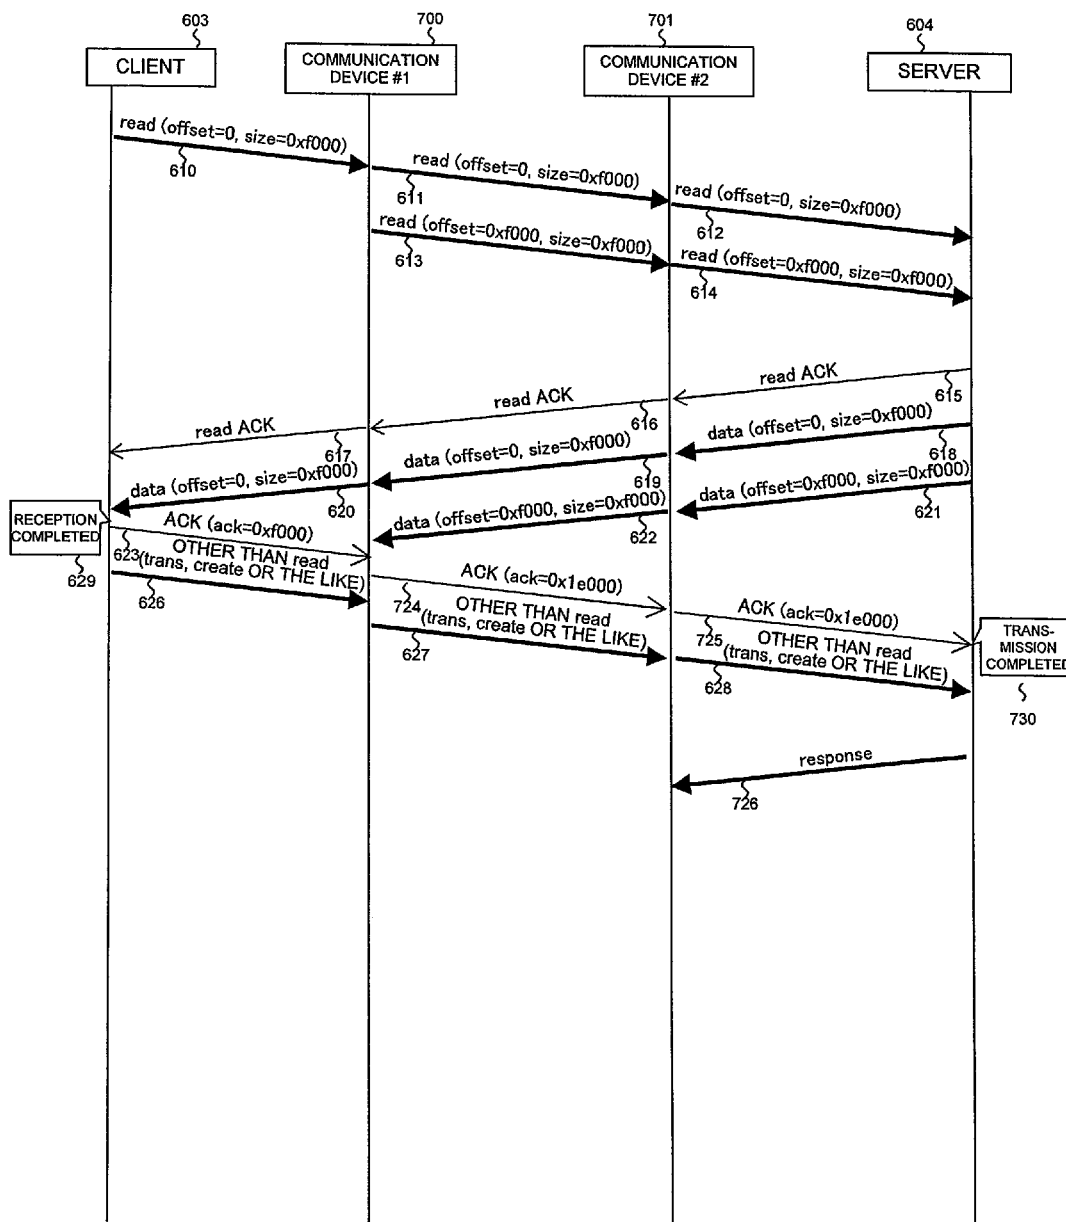 603
700
701
604
CLIENT
COMMUNICATION
DEVICE #1
COMMUNICATION
DEVICE #2
SERVER
read (offset=0, size=0xf000)
610
read (offset=0, size=0xf000)
611
read (offset=0, size=0xf000)
612
read (offset=0xf000, size=0xf000)
613
read (offset=0xf000, size=0xf000)
614
read ACK
615
read ACK
616
read ACK
617
data (offset=0, size=0xf000)
618
data (offset=0, size=0xf000)
619
data (offset=0, size=0xf000)
620
data (offset=0xf000, size=0xf000)
621
data (offset=0xf000, size=0xf000)
622
RECEPTION
COMPLETED
629
ACK (ack=0xf000)
623
OTHER THAN read
(trans, create OR THE LIKE)
626
ACK (ack=0x1e000)
724
OTHER THAN read
(trans, create OR THE LIKE)
627
ACK (ack=0x1e000)
725
OTHER THAN read
(trans, create OR THE LIKE)
628
TRANS-
MISSION
COMPLETED
730
response
726